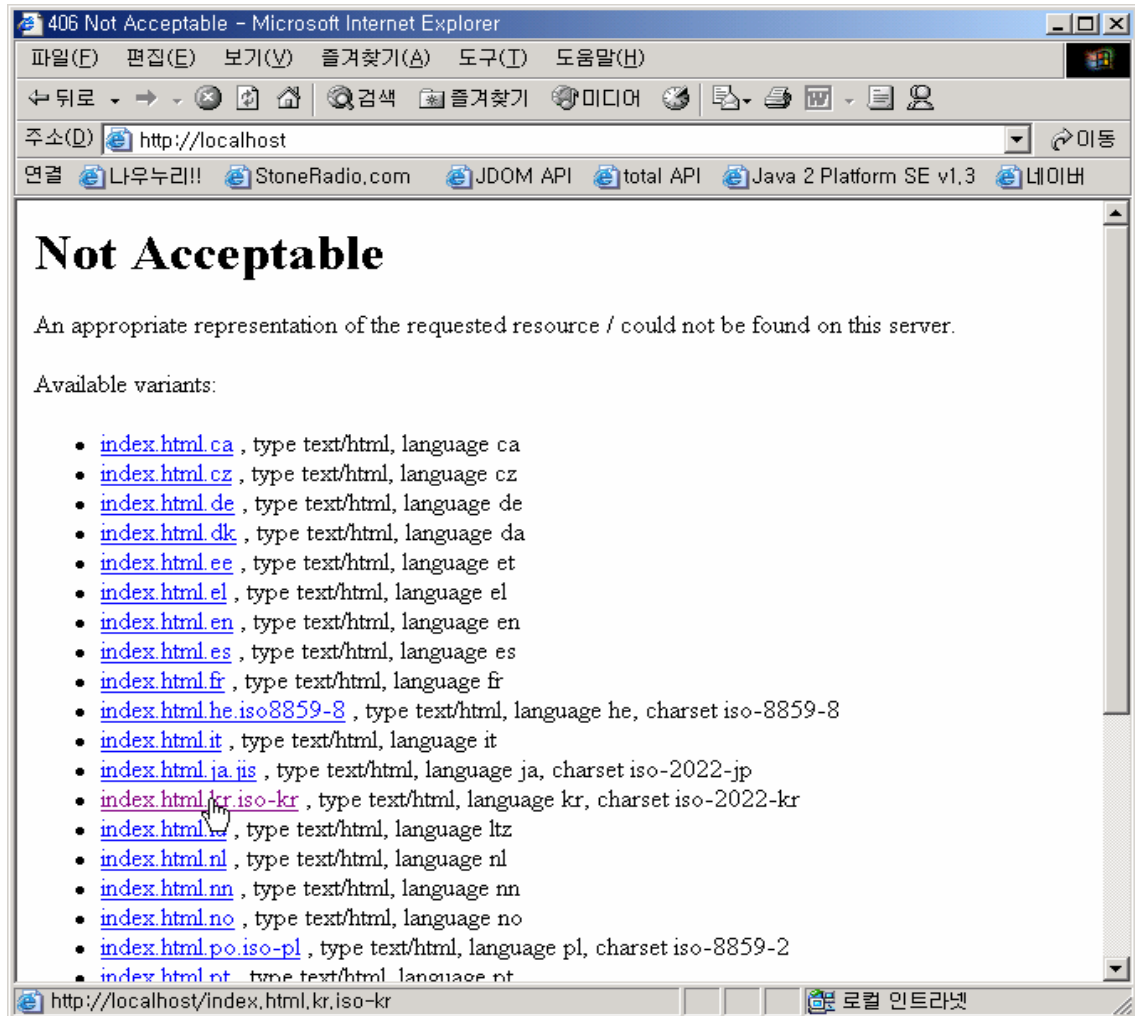 406 Not Acceptable - Microsoft Internet Explorer
파일(F) 편집(E) 보기(V) 즐겨찾기(A) 도구(T) 도움말(H)
뒤로 검색 즐겨찾기 미디어
주소(D) http://localhost 이동
연결 나우누리!! StoneRadio,com JDOM API total API Java 2 Platform SE v1,3 네이버
Not Acceptable
An appropriate representation of the requested resource / could not be found on this server.
Available variants:
index.html.ca , type text/html, language ca
index.html.cz , type text/html, language cz
index.html.de , type text/html, language de
index.html.dk , type text/html, language da
index.html.ee , type text/html, language et
index.html.el , type text/html, language el
index.html.en , type text/html, language en
index.html.es , type text/html, language es
index.html.fr , type text/html, language fr
index.html.he.iso8859-8 , type text/html, language he, charset iso-8859-8
index.html.it , type text/html, language it
index.html.ja.jis , type text/html, language ja, charset iso-2022-jp
index.html.kr.iso-kr , type text/html, language kr, charset iso-2022-kr
, type text/html, language ltz
index.html.nl , type text/html, language nl
index.html.nn , type text/html, language nn
index.html.no , type text/html, language no
index.html.po.iso-pl , type text/html, language pl, charset iso-8859-2
index.html.pt , type text/html, language pt
http://localhost/index,html,kr,iso-kr 로컬 인트라넷